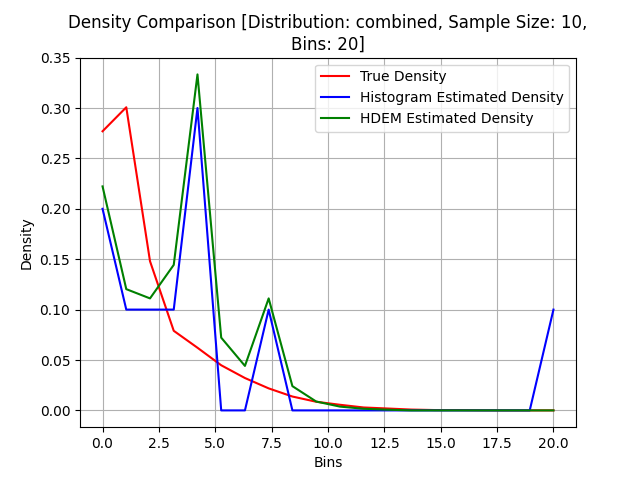 Density Comparison [Distribution: combined, Sample Size: 10,
Bins: 20]
True Density
Histogram Estimated Density
HDEM Estimated Density
Density
0.35
0.30
0.25
0.20
0.15
0.10
0.05
0.00
0.0 2.5 5.0 7.5 10.0 12.5 15.0 17.5 20.0
Bins